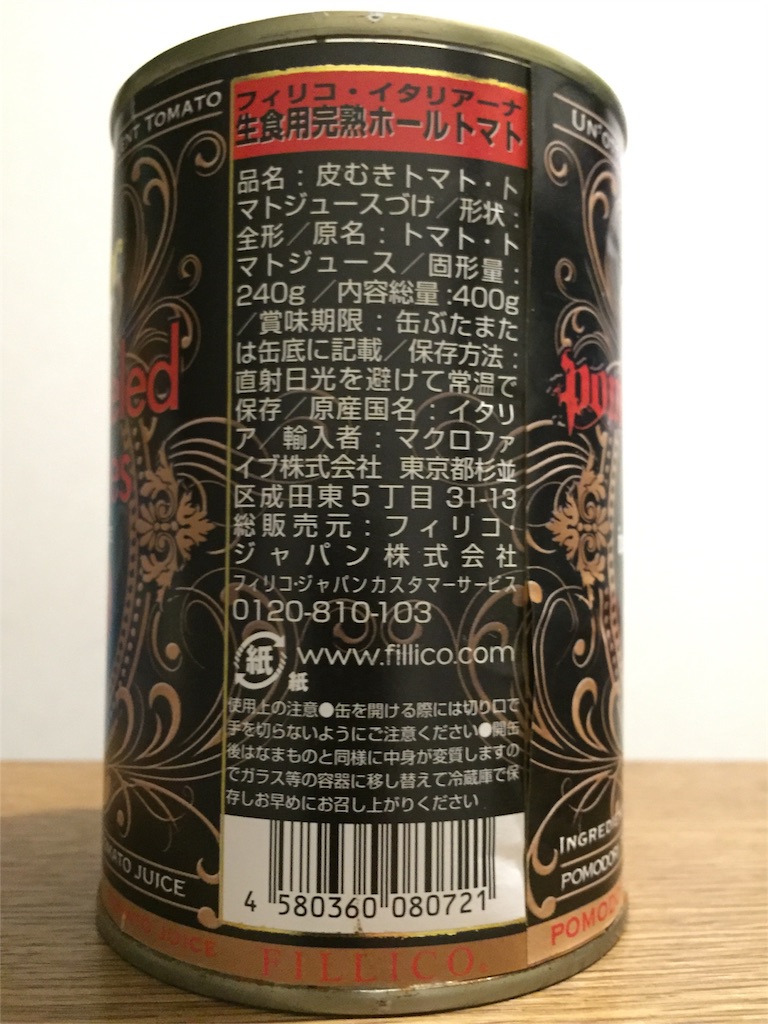 フィリコ・イタリアーナ
生食用完熟ホールトマト
品名：皮むきトマト・ト
マトジュースづけ／形状：
全形／原名：トマト・ト
マトジュース／固形量：
240g／内容総量:400g
／賞味期限：缶ぶたまた
は缶底に記載／保存方法：
直射日光を避けて常温で
保存／原産国名：イタリ
ア／輸入者：マクロファ
イブ株式会社 東京都杉並
区成田東5丁目31-13
総販売元：フィリコ・
ジャパン株式会社
フィリコ・ジャパンカスタマーサービス
0120-810-103
紙 www.fillico.com
紙
使用上の注意●缶を開ける際には切り口で
手を切らないようにご注意ください●開缶
後はなまものと同様に中身が変質しますの
でガラス等の容器に移し替えて冷蔵庫で保
存しお早めにお召し上がりください
4 580360 080721
FILLICO.
TOMATO
JUICE
JUICE